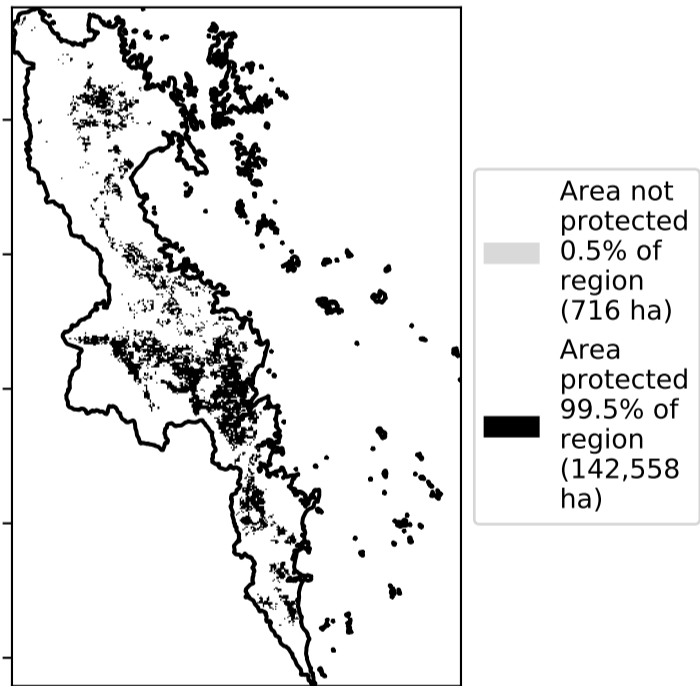 Area not
protected
0.5% of
region
(716 ha)
Area
protected
99.5% of
region
(142,558
ha)